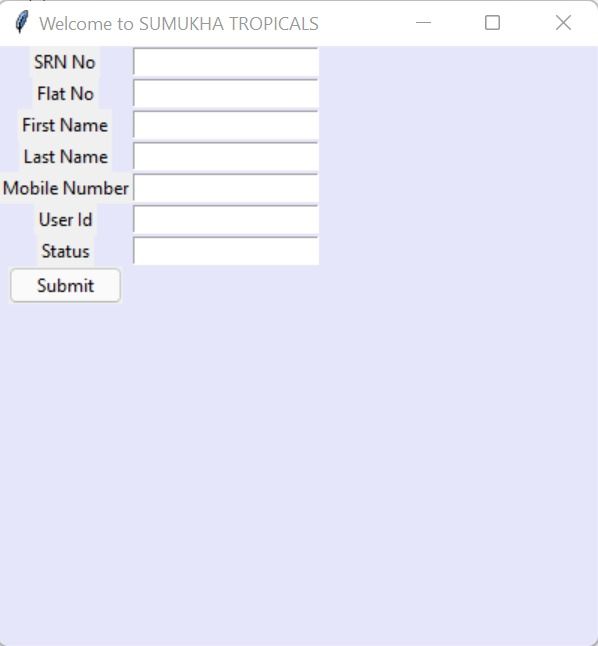 Welcome to SUMUKHA TROPICALS
SRN No
Flat No
First Name
Last Name
Mobile Number
User Id
Status
Submit